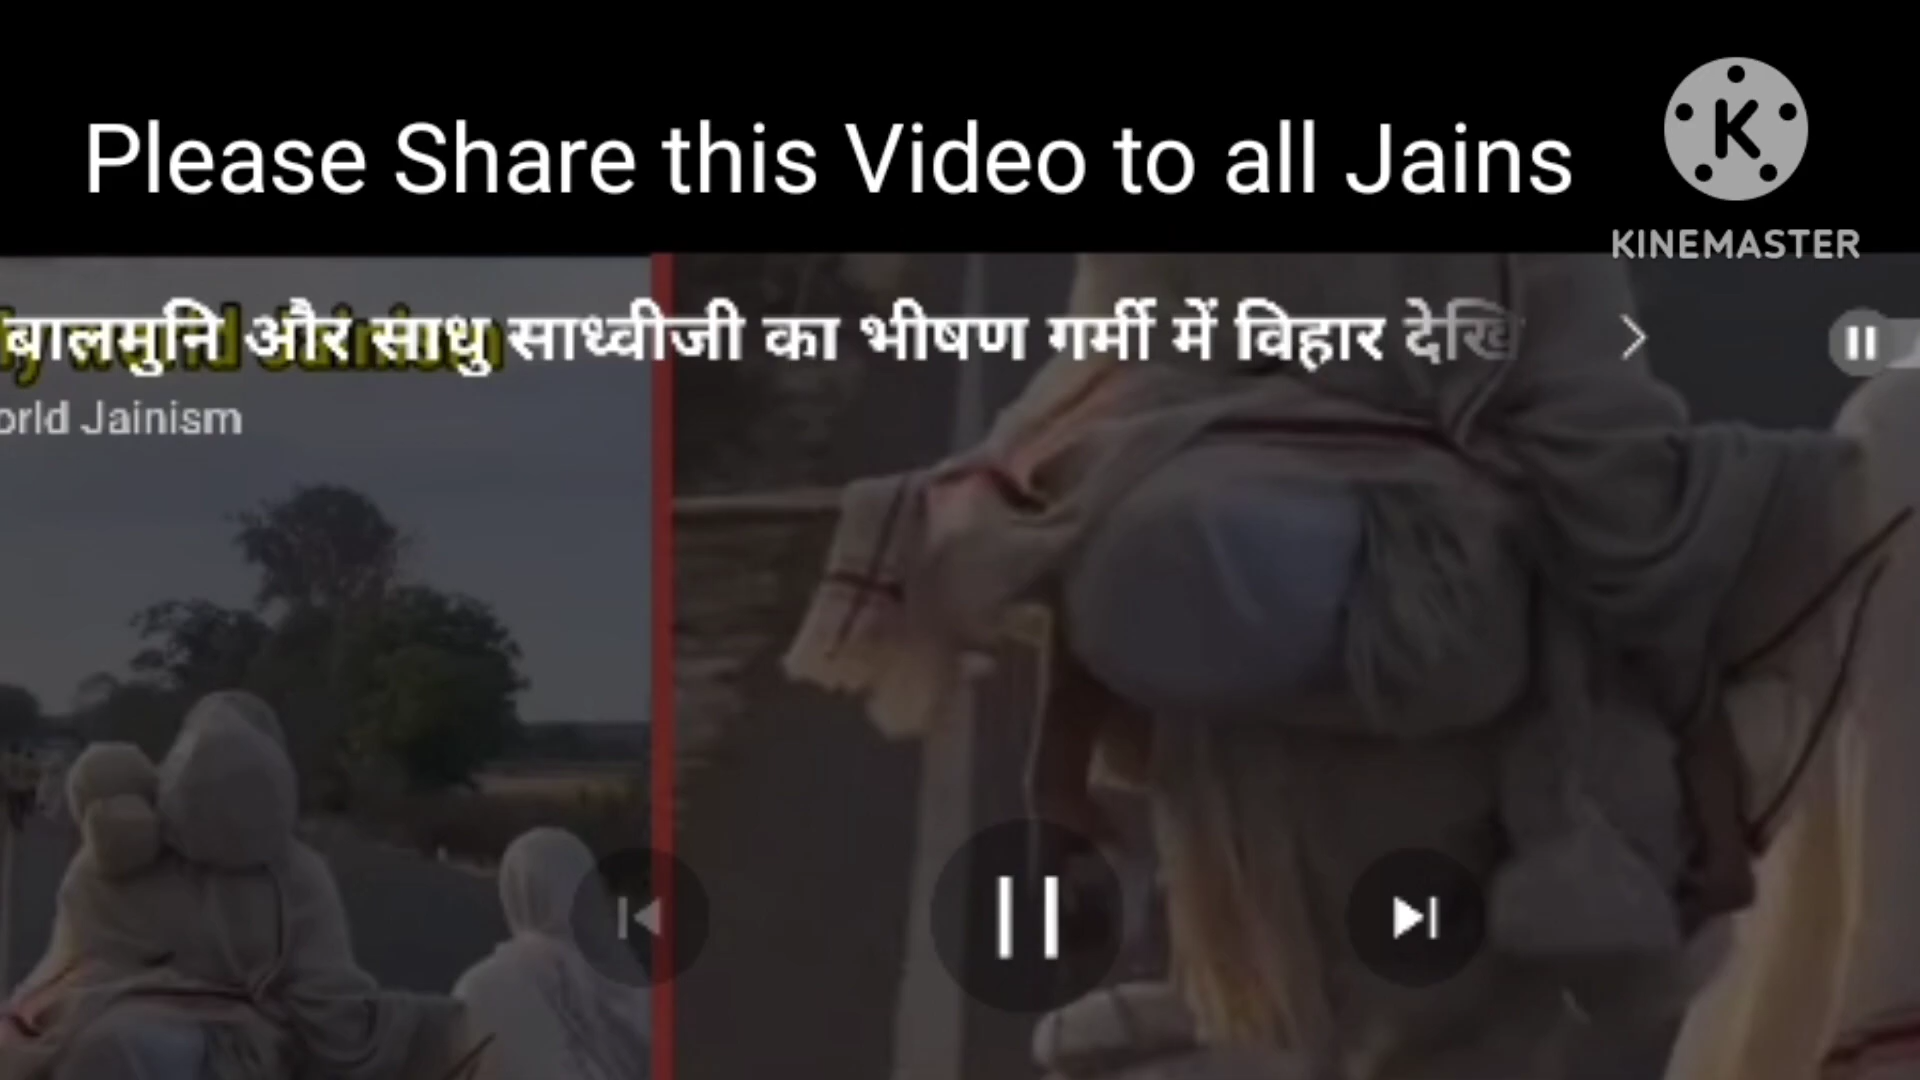 Please Share this Video to all Jains
K
KINEMASTER
बालमुनि और साधु साध्वीजी का भीषण गर्मी में विहार देखि
orld Jainism